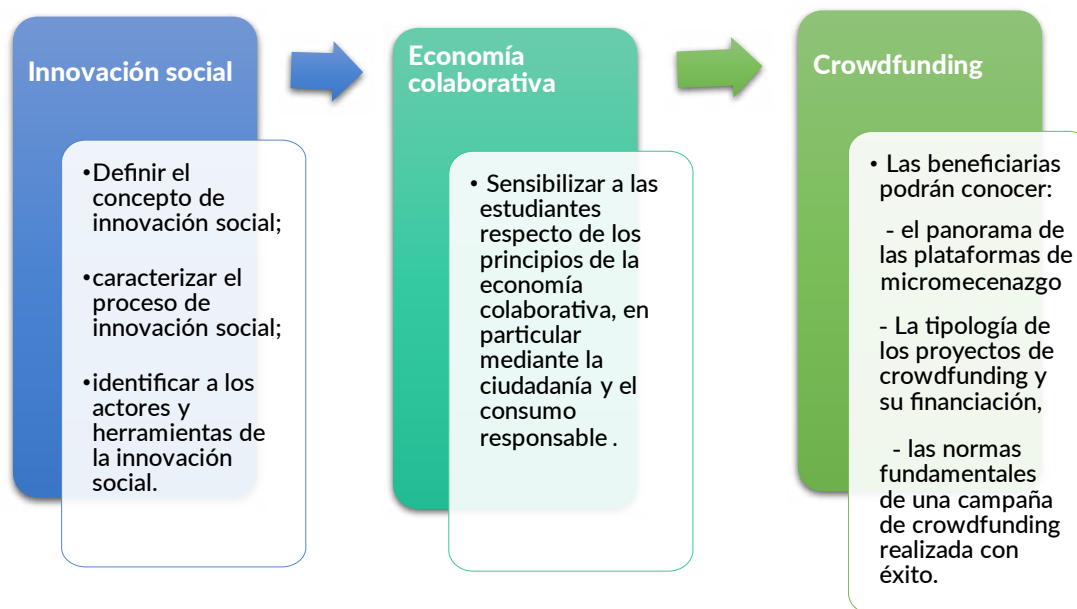 Innovación social
•Definir el
concepto de
innovación social;
•caracterizar el
proceso de
innovación social;
•identificar a los
actores y
herramientas de
la innovación
social.
Economía
colaborativa
• Sensibilizar a las
estudiantes
respecto de los
principios de la
economía
colaborativa, en
particular
mediante la
ciudadanía y el
consumo
responsable .
Crowdfunding
• Las beneficiarias
podrán conocer:
- el panorama de
las plataformas de
micromecenazgo
- La tipología de
los proyectos de
crowdfunding y
su financiación,
- las normas
fundamentales
de una campaña
de crowdfunding
realizada con
éxito.